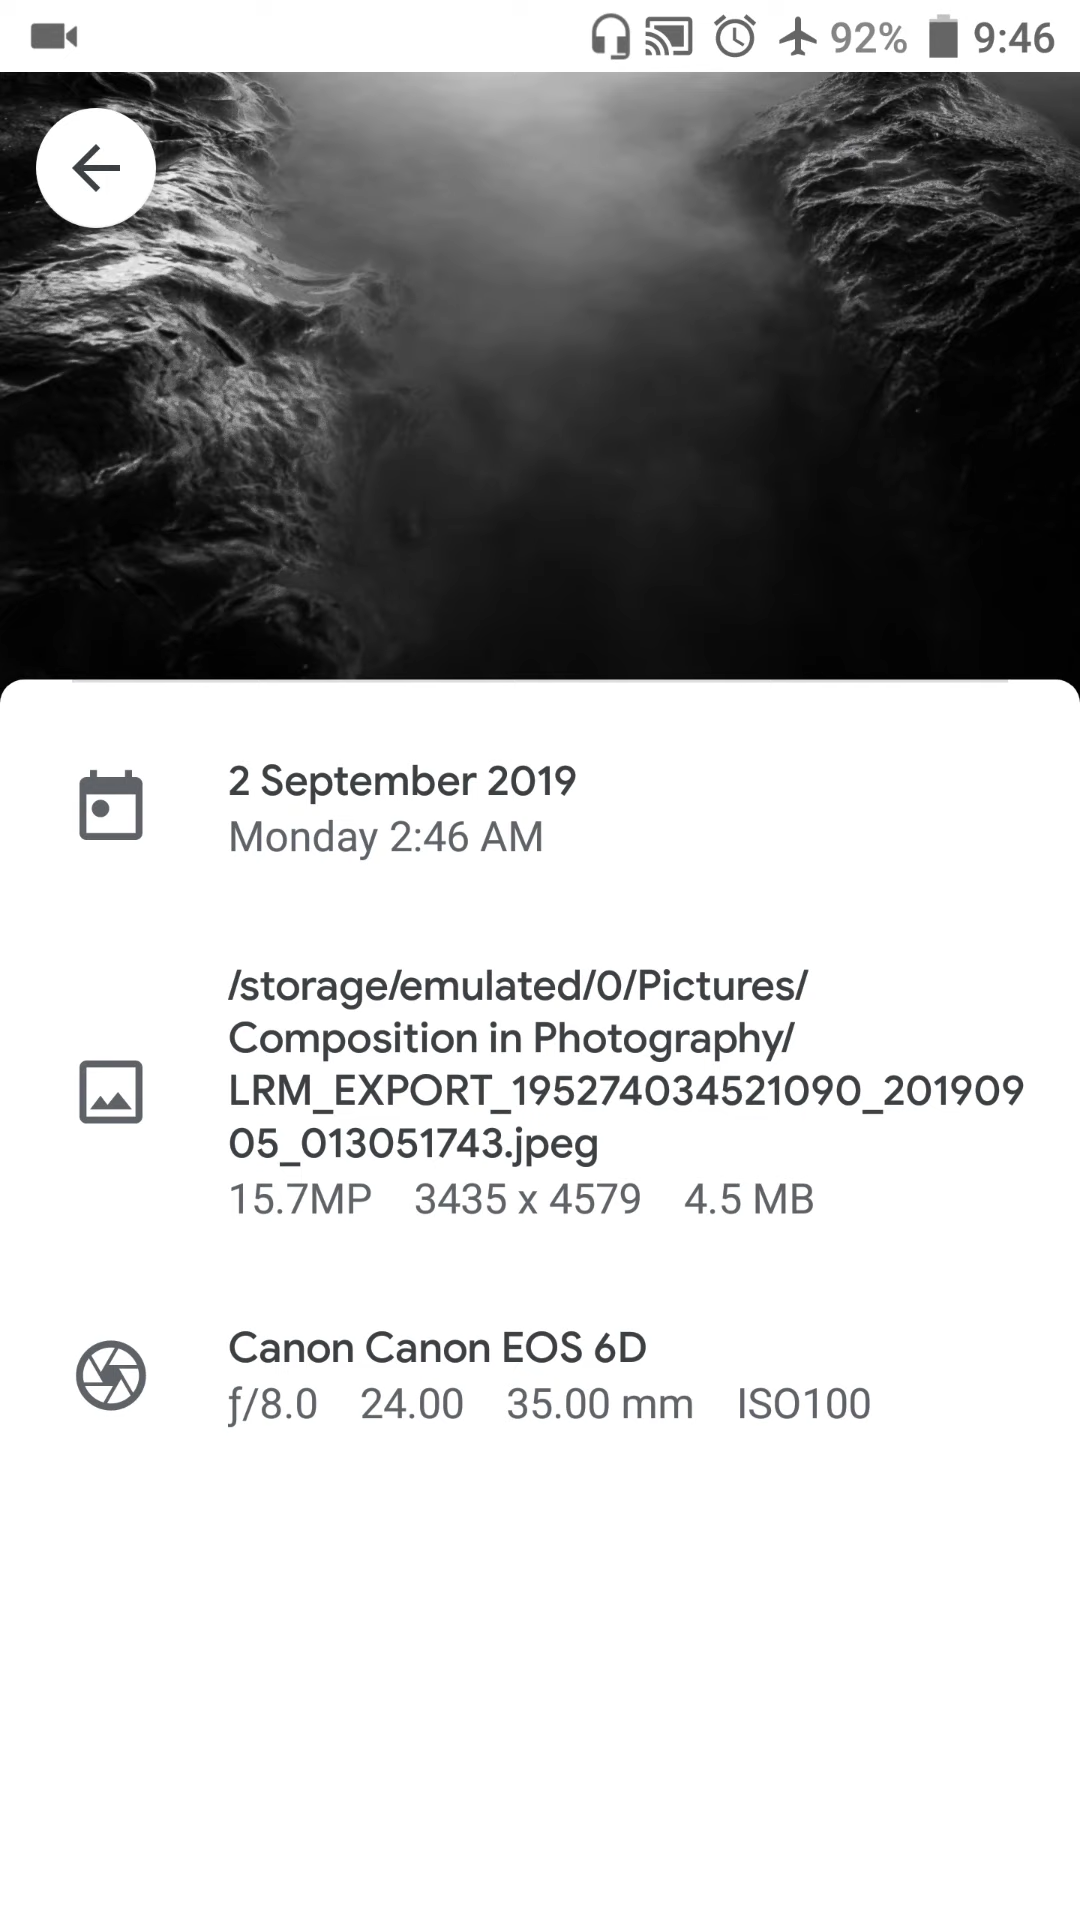 92% 9:46
2 September 2019
Monday 2:46 AM
/storage/emulated/0/Pictures/
Composition in Photography/
LRM_EXPORT_195274034521090_201909
05_013051743.jpeg
15.7MP 3435 x 4579 4.5 MB
Canon Canon EOS 6D
ƒ/8.0 24.00 35.00 mm ISO100